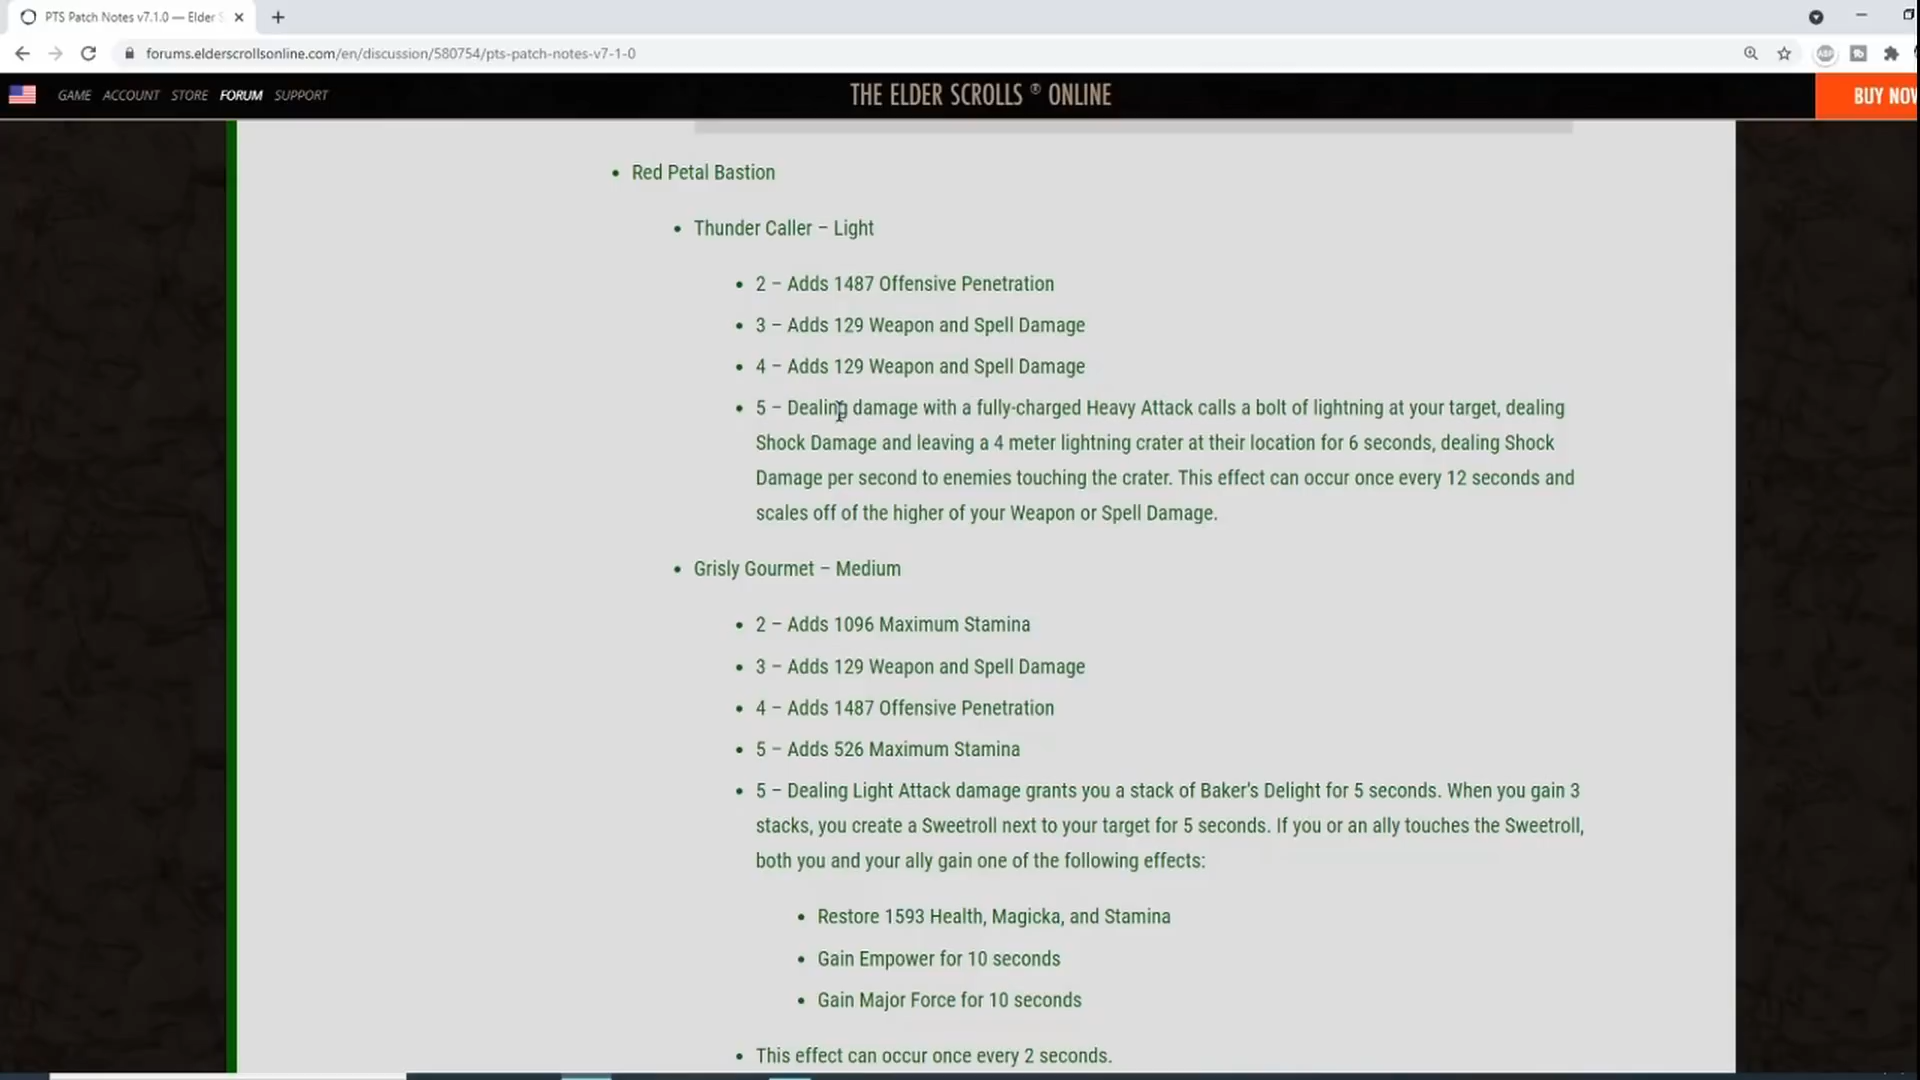 PTS Patch Notes v7.1.0 — Elder S
forums.elderscrollsonline.com/en/discussion/580754/pts-patch-notes-v7-1-0
GAME ACCOUNT STORE FORUM SUPPORT
THE ELDER SCROLLS ® ONLINE
BUY NOW
• Red Petal Bastion
• Thunder Caller – Light
• 2 – Adds 1487 Offensive Penetration
• 3 – Adds 129 Weapon and Spell Damage
• 4 – Adds 129 Weapon and Spell Damage
• 5 – Dealing damage with a fully-charged Heavy Attack calls a bolt of lightning at your target, dealing
Shock Damage and leaving a 4 meter lightning crater at their location for 6 seconds, dealing Shock
Damage per second to enemies touching the crater. This effect can occur once every 12 seconds and
scales off of the higher of your Weapon or Spell Damage.
• Grisly Gourmet – Medium
• 2 – Adds 1096 Maximum Stamina
• 3 – Adds 129 Weapon and Spell Damage
• 4 – Adds 1487 Offensive Penetration
• 5 – Adds 526 Maximum Stamina
• 5 – Dealing Light Attack damage grants you a stack of Baker's Delight for 5 seconds. When you gain 3
stacks, you create a Sweetroll next to your target for 5 seconds. If you or an ally touches the Sweetroll,
both you and your ally gain one of the following effects:
• Restore 1593 Health, Magicka, and Stamina
• Gain Empower for 10 seconds
• Gain Major Force for 10 seconds
• This effect can occur once every 2 seconds.